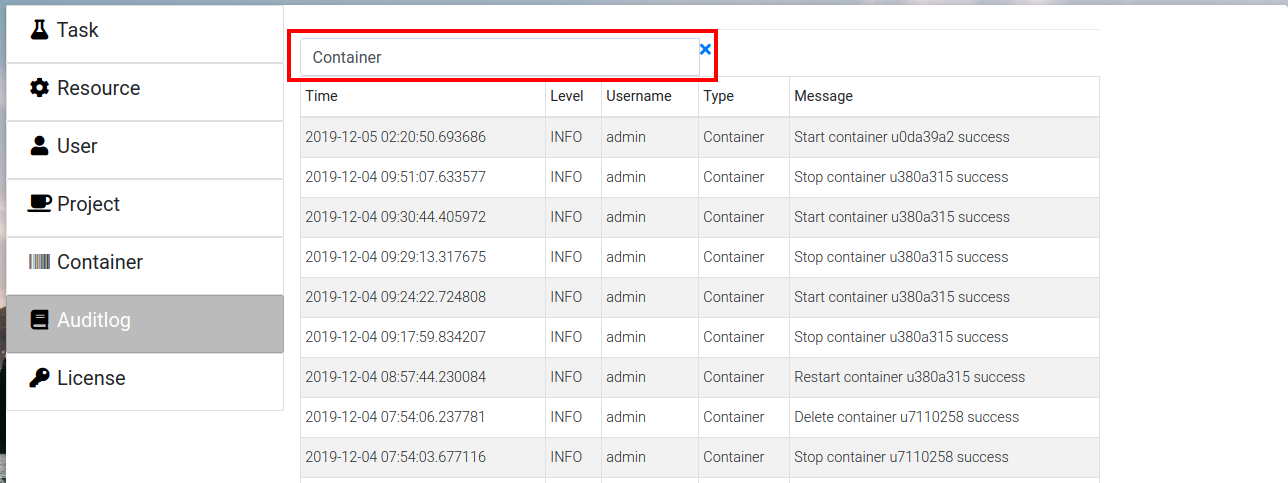 Task
Resource
User
Project
Container
Auditlog
License
Container
Time Level Username Type Message
2019-12-05 02:20:50.693686 INFO admin Container Start container u0da39a2 success
2019-12-04 09:51:07.633577 INFO admin Container Stop container u380a315 success
2019-12-04 09:30:44.405972 INFO admin Container Start container u380a315 success
2019-12-04 09:29:13.317675 INFO admin Container Stop container u380a315 success
2019-12-04 09:24:22.724808 INFO admin Container Start container u380a315 success
2019-12-04 09:17:59.834207 INFO admin Container Stop container u380a315 success
2019-12-04 08:57:44.230084 INFO admin Container Restart container u380a315 success
2019-12-04 07:54:06.237781 INFO admin Container Delete container u7110258 success
2019-12-04 07:54:03.677116 INFO admin Container Stop container u7110258 success